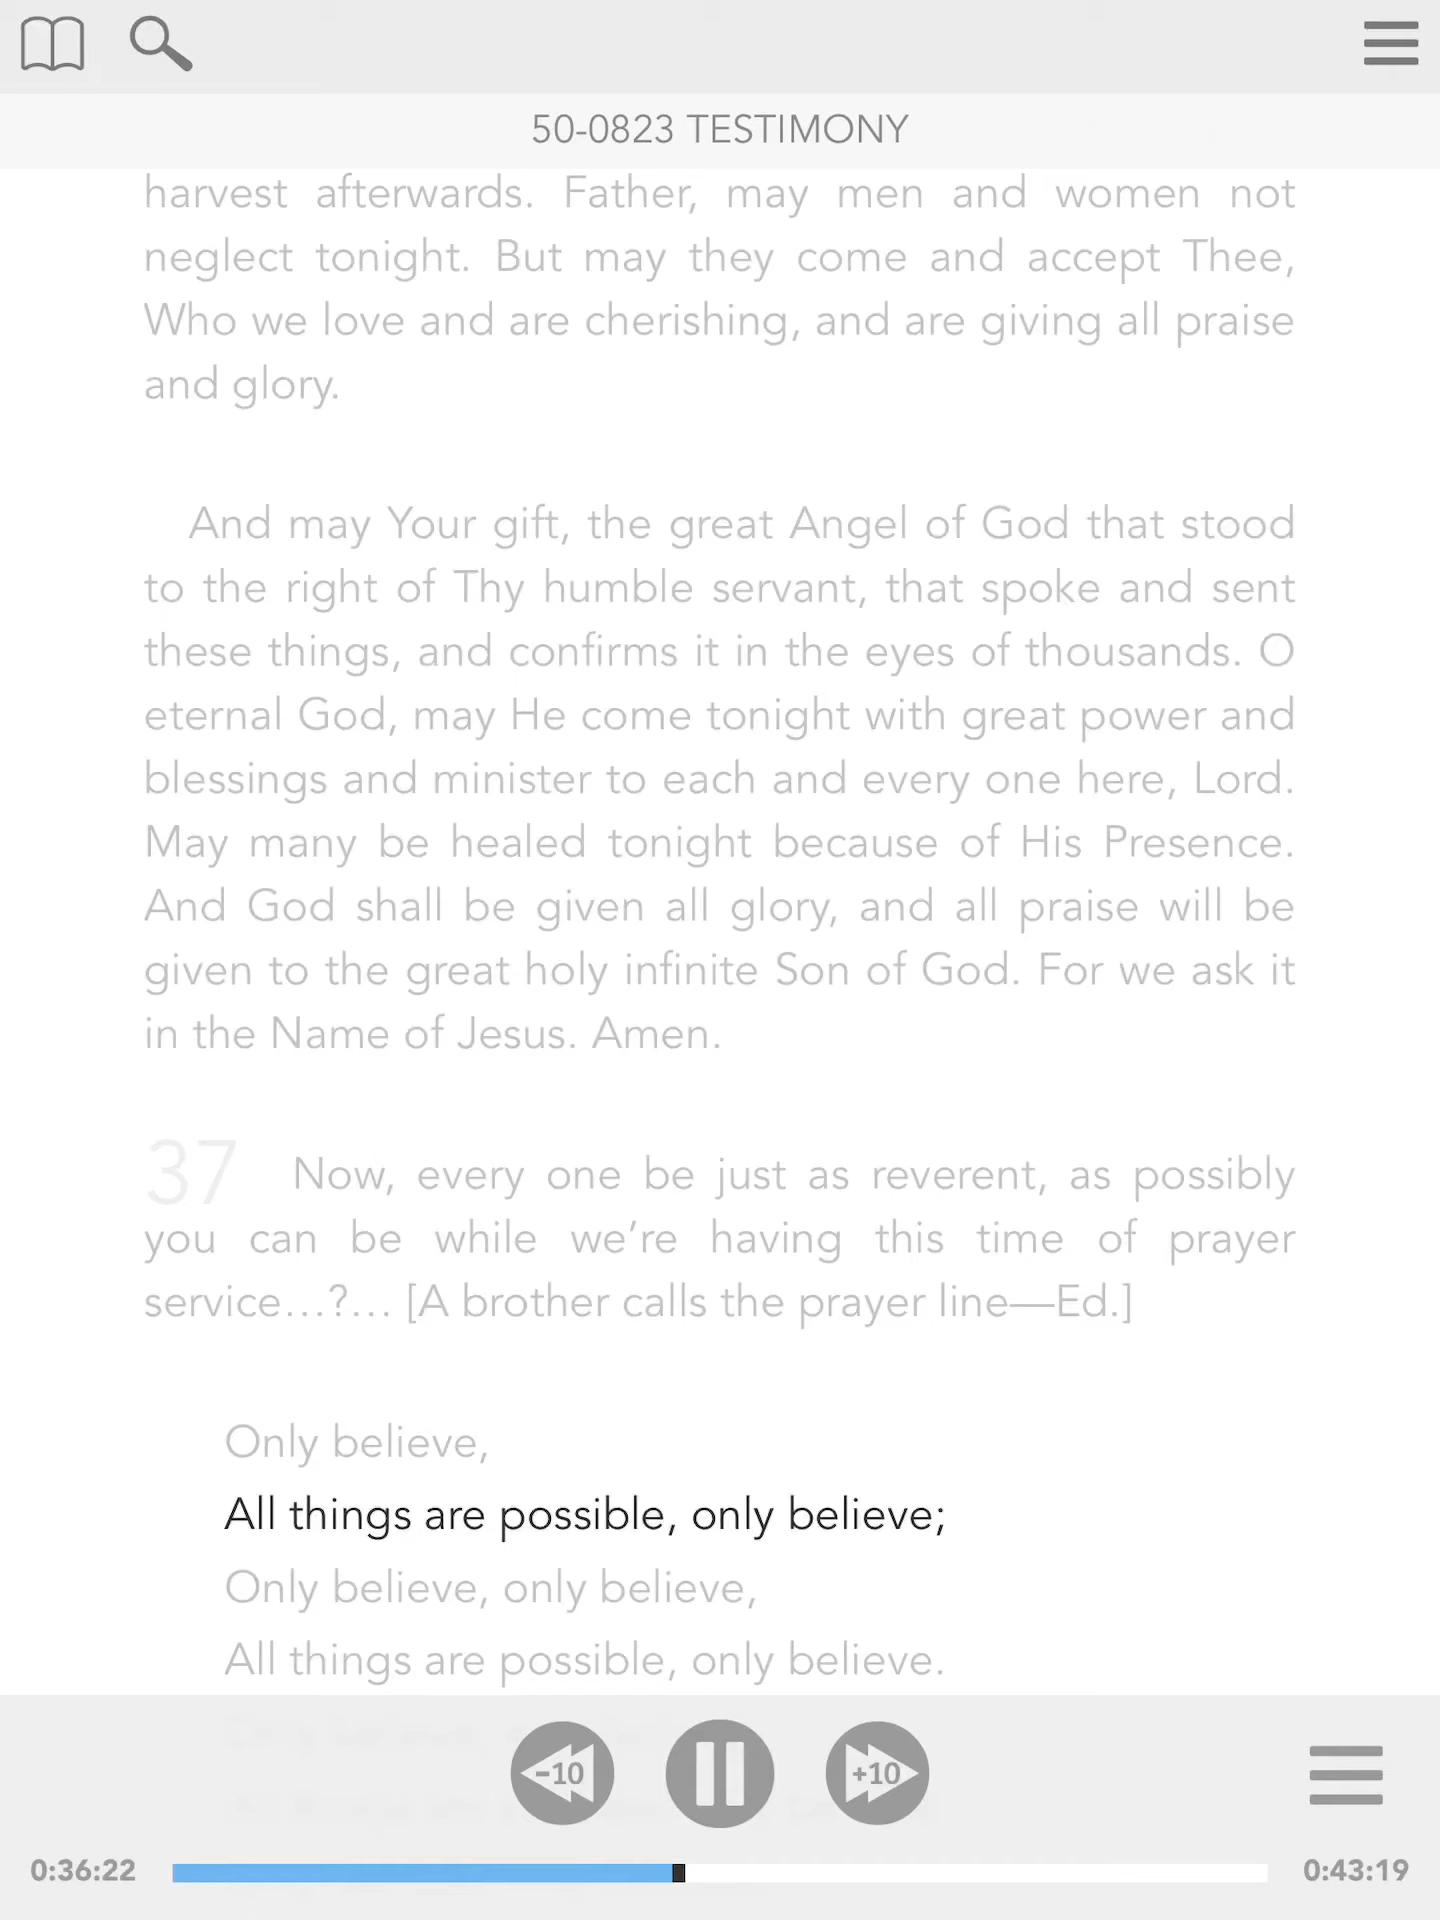 50-0823 TESTIMONY
harvest afterwards. Father, may men and women not
neglect tonight. But may they come and accept Thee,
Who we love and are cherishing, and are giving all praise
and glory.
And may Your gift, the great Angel of God that stood
to the right of Thy humble servant, that spoke and sent
these things, and confirms it in the eyes of thousands. O
eternal God, may He come tonight with great power and
blessings and minister to each and every one here, Lord.
May many be healed tonight because of His Presence.
And God shall be given all glory, and all praise will be
given to the great holy infinite Son of God. For we ask it
in the Name of Jesus. Amen.
37 Now, every one be just as reverent, as possibly
you can be while we’re having this time of prayer
service…?… [A brother calls the prayer line—Ed.]
Only believe,
All things are possible, only believe;
Only believe, only believe,
All things are possible, only believe.
-10 +10
0:36:22 0:43:19